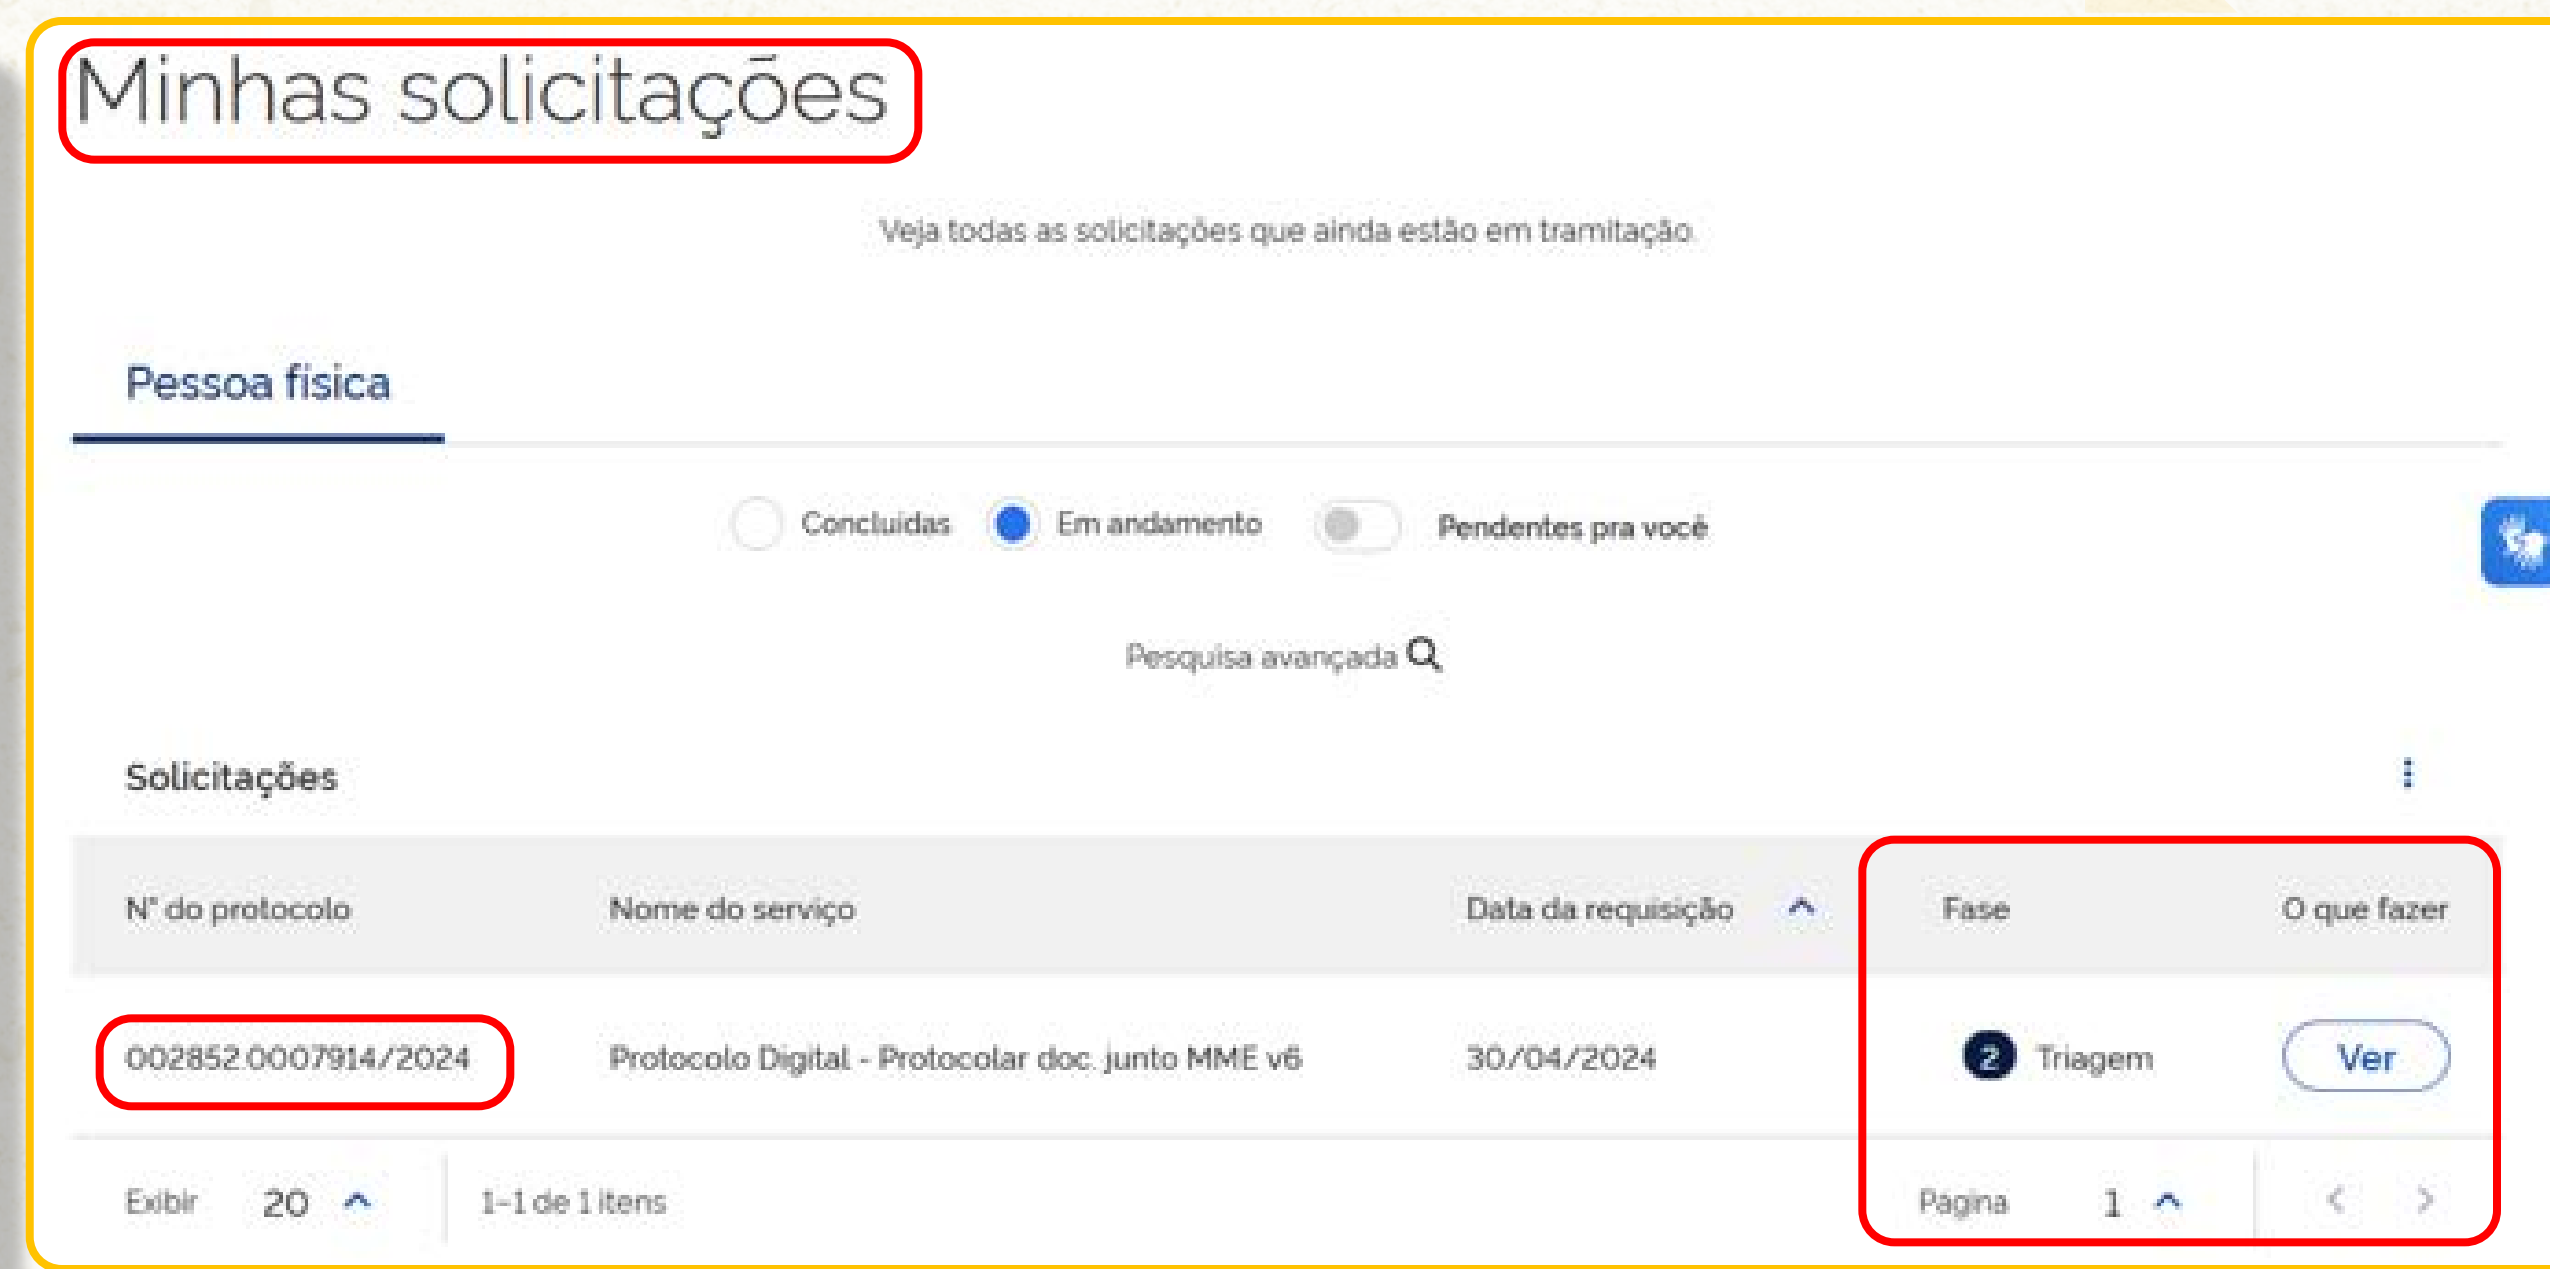 Minhas solicitações
Veja todas as solicitações que ainda estão em tramitação.
Pessoa física
Concluídas Em andamento Pendentes pra você
Pesquisa avançada
Solicitações
N° do protocolo Nome do serviço Data da requisição Fase O que fazer
002852.0007914/2024 Protocolo Digital - Protocolar doc. junto MME v6 30/04/2024 2 Triagem Ver
Exibir 20 1-1 de 1 itens Página 1